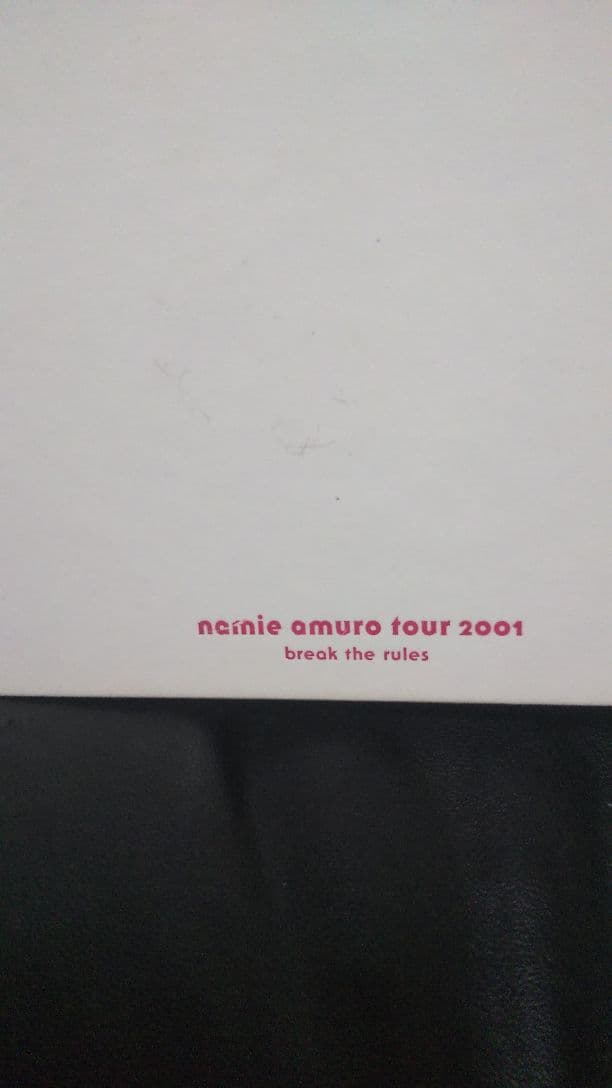 namie amuro tour 2001
break the rules